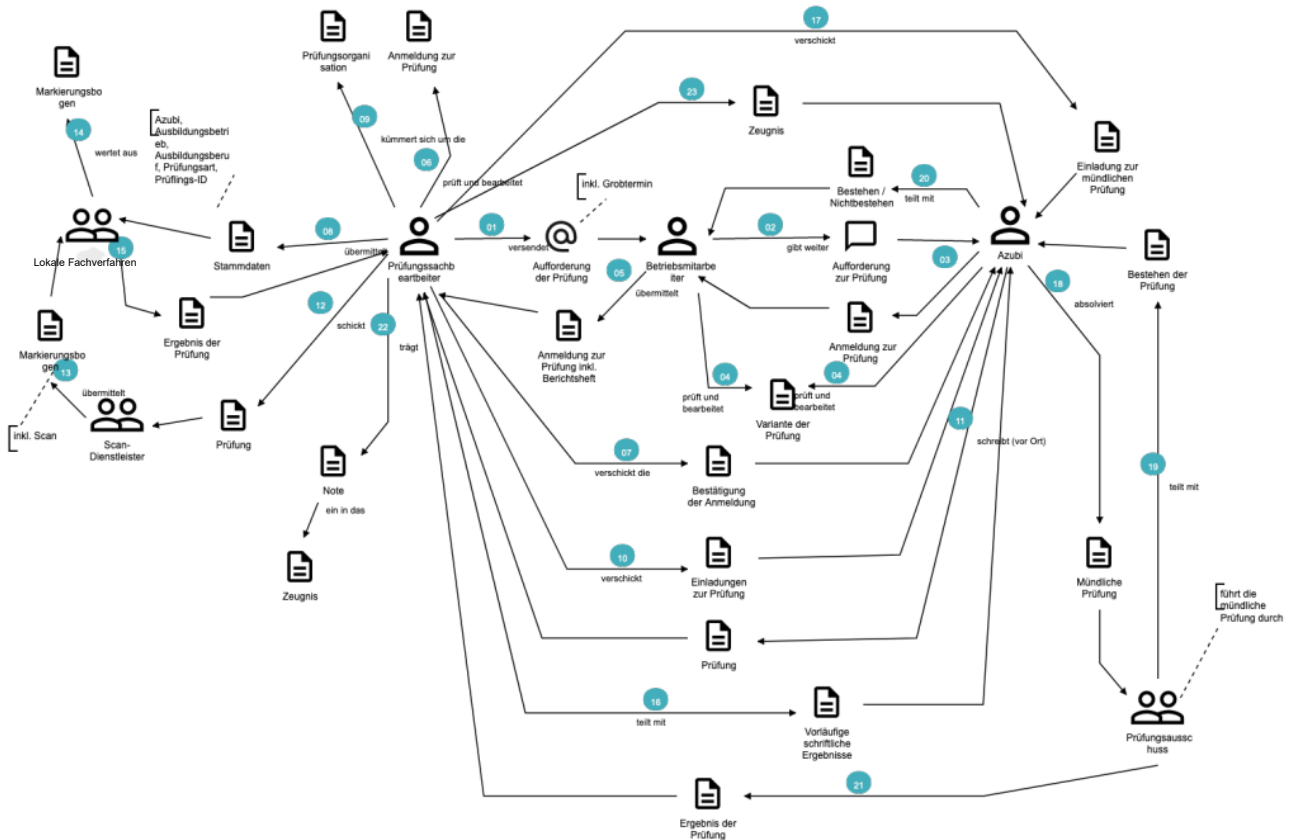 17
verschickt
Prüfungsorgani
sation
Anmeldung zur
Prüfung
Markierungsbo
gen
14
wertet aus
Azubi,
Ausbildungsbetri
eb,
Ausbildungsberu
f, Prüfungsart,
Prüflings-ID
09
kümmert sich um die
06
prüft und bearbeitet
23
Zeugnis
Einladung zur
mündlichen
Prüfung
inkl. Grobtermin
Bestehen /
Nichtbestehen
20
teilt mit
Lokale Fachverfahren
15
Stammdaten
08
übermittelt
Prüfungssachb
earbeiter
01
versendet
Aufforderung
der Prüfung
Betriebsmitarbe
iter
02
gibt weiter
Aufforderung
zur Prüfung
Azubi
03
Bestehen der
Prüfung
18
absolviert
05
übermittelt
12
schickt
22
trägt
Ergebnis der
Prüfung
Markierungsbo
gen
13
übermittelt
inkl. Scan
Scan-
Dienstleister
Prüfung
Anmeldung zur
Prüfung inkl.
Berichtsheft
Anmeldung zur
Prüfung
04
prüft und
bearbeitet
04
prüft und
bearbeitet
Variante der
Prüfung
11
schreibt (vor Ort)
07
verschickt die
Bestätigung
der Anmeldung
19
teilt mit
Note
ein in das
Zeugnis
10
verschickt
Einladungen
zur Prüfung
Mündliche
Prüfung
führt die
mündliche
Prüfung durch
Prüfung
16
teilt mit
Vorläufige
schriftliche
Ergebnisse
Prüfungsaussc
huss
21
Ergebnis der
Prüfung